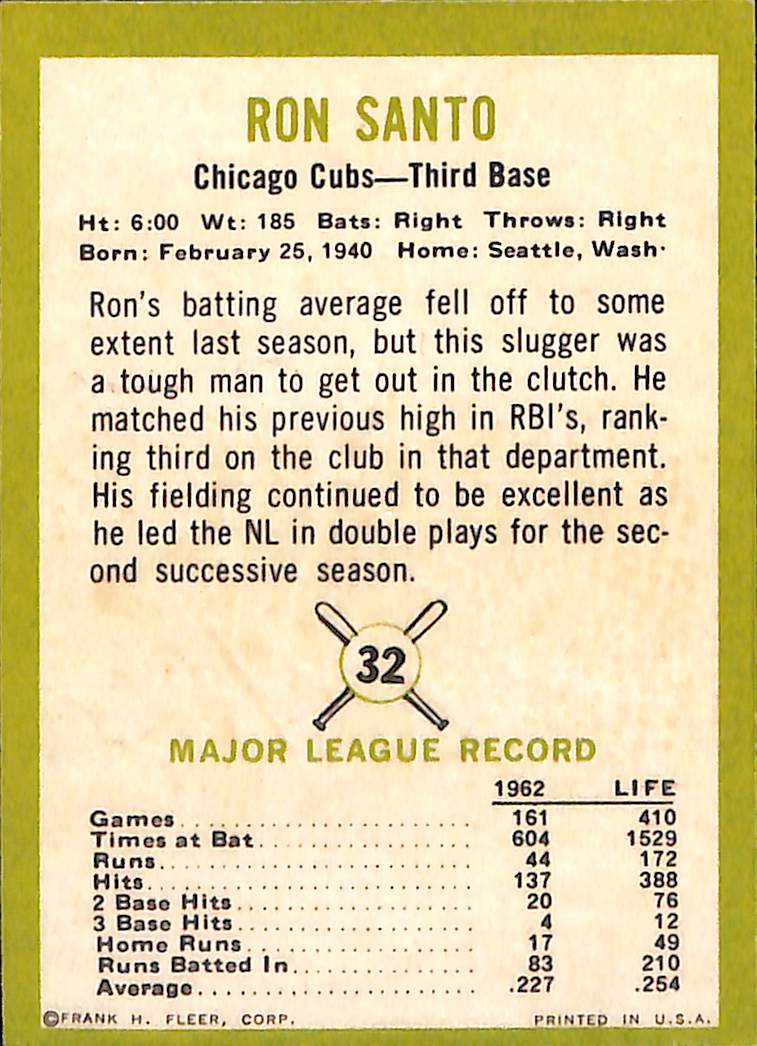 RON SANTO
Chicago Cubs—Third Base
Ht: 6:00 Wt: 185 Bats: Right Throws: Right
Born: February 25, 1940 Home: Seattle, Wash.
Ron's batting average fell off to some
extent last season, but this slugger was
a tough man to get out in the clutch. He
matched his previous high in RBI's, rank-
ing third on the club in that department.
His fielding continued to be excellent as
he led the NL in double plays for the sec-
ond successive season.
32
MAJOR LEAGUE RECORD
1962 LIFE
Games 161 410
Times at Bat 604 1529
Runs 44 172
Hits 137 388
2 Base Hits 20 76
3 Base Hits 4 12
Home Runs 17 49
Runs Batted In 83 210
Average .227 .254
©FRANK H. FLEER, CORP. PRINTED IN U.S.A.